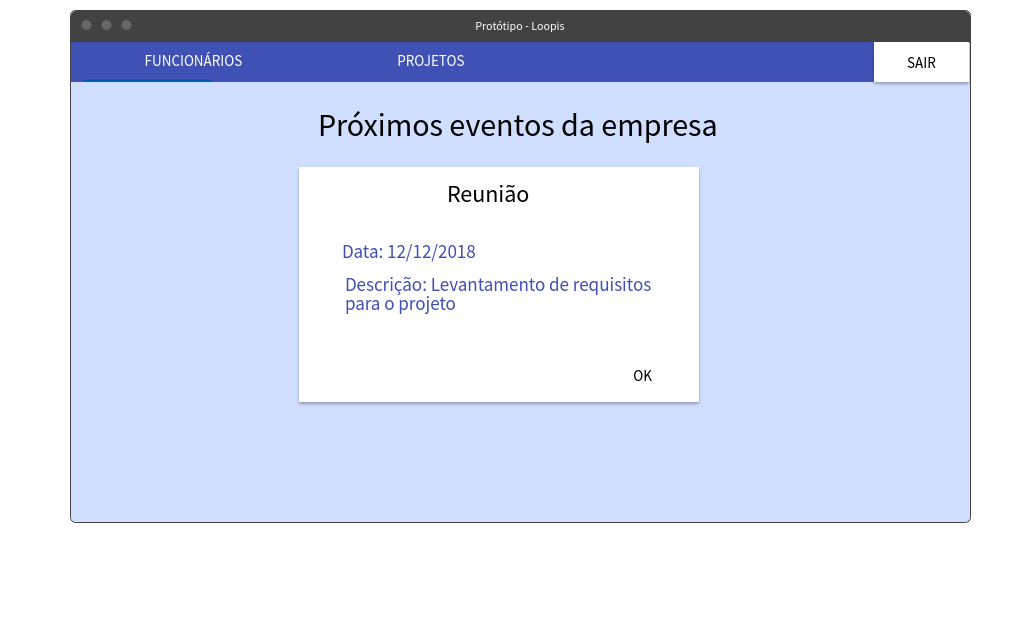 Protótipo - Loopis
FUNCIONÁRIOS
PROJETOS
SAIR
Próximos eventos da empresa
Reunião
Data: 12/12/2018
Descrição: Levantamento de requisitos
para o projeto
OK